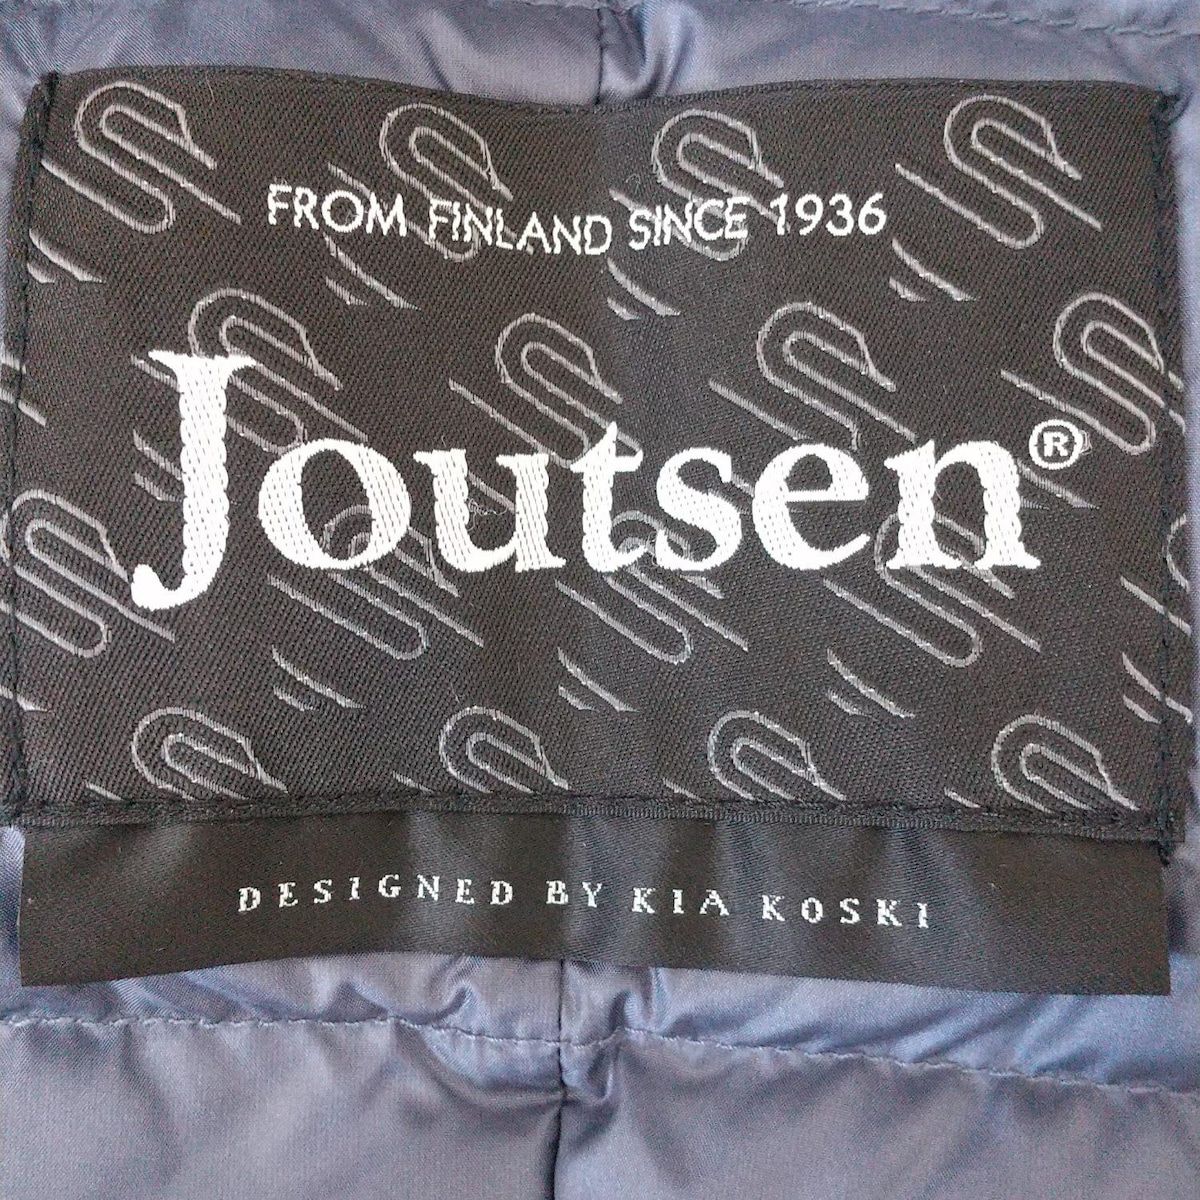 FROM FINLAND SINCE 1936
Joutsen®
DESIGNED BY KIA KOSKI